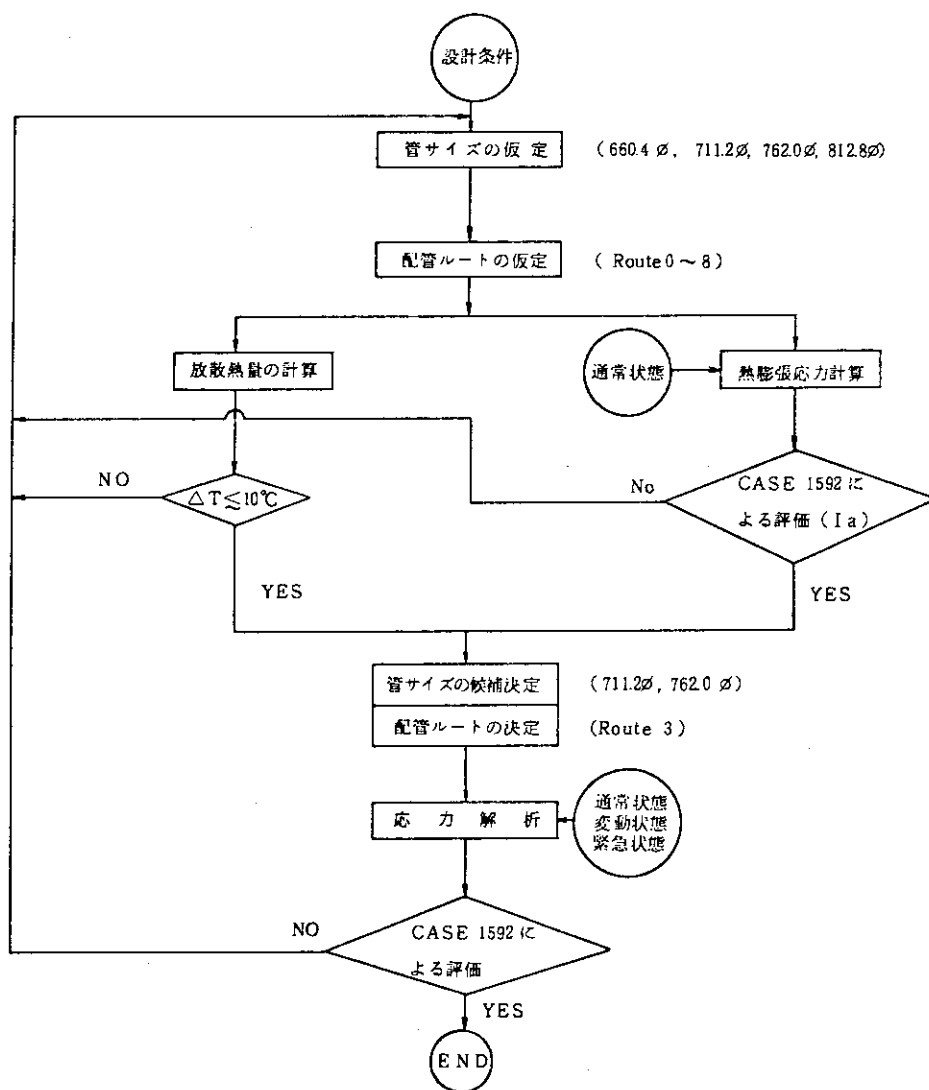 設計条件
管サイズの仮定
(660.4 ∅, 711.2∅, 762.0∅, 812.8∅)
配管ルートの仮定
( Route 0 ~ 8 )
放散熱量の計算
通常状態
熱膨張応力計算
NO
△T≦10℃
No
CASE 1592 に
よる評価 (Ia)
YES
YES
管サイズの候補決定
(711.2∅, 762.0 ∅)
配管ルートの決定
(Route 3)
応力解析
通常状態
変動状態
緊急状態
NO
CASE 1592 に
よる評価
YES
END